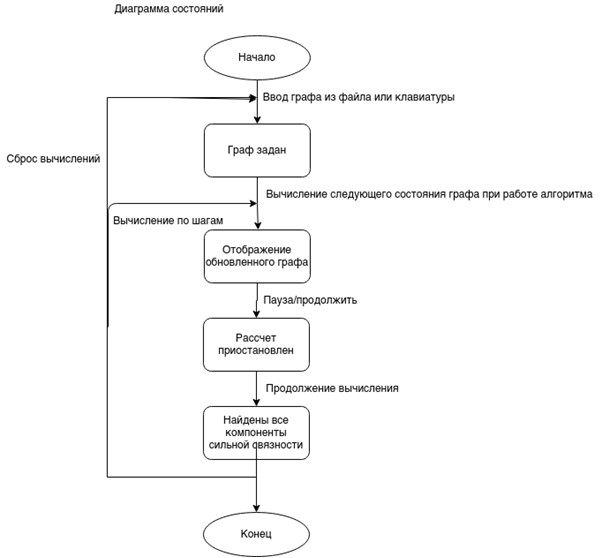 Диаграмма состояний
Начало
Ввод графа из файла или клавиатуры
Граф задан
Сброс вычислений
Вычисление следующего состояния графа при работе алгоритма
Вычисление по шагам
Отображение
обновленного графа
Пауза/продолжить
Рассчет
приостановлен
Продолжение вычисления
Найдены все
компоненты
сильной связности
Конец